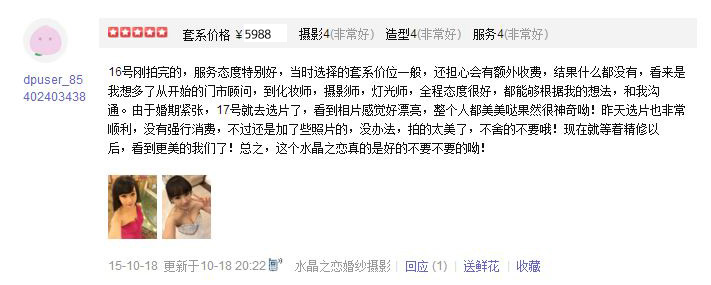 套系价格 ¥5988 摄影4(非常好) 造型4(非常好) 服务4(非常好)
dpuser_85
402403438
16号刚拍完的，服务态度特别好，当时选择的套系价位一般，还担心会有额外收费，结果什么都没有，看来是
我想多了从开始的门市顾问，到化妆师，摄影师，灯光师，全程态度很好，都能够根据我的想法，和我沟
通。由于婚期紧张，17号就去选片了，看到相片感觉好漂亮，整个人都美美哒果然很神奇呦！昨天选片也非常
顺利，没有强行消费，不过还是加了些照片的，没办法，拍的太美了，不舍的不要哦！现在就等着精修以
后，看到更美的我们了！总之，这个水晶之恋真的是好的不要不要的呦！
15-10-18 更新于10-18 20:22 水晶之恋婚纱摄影 回应 (1) 送鲜花 收藏